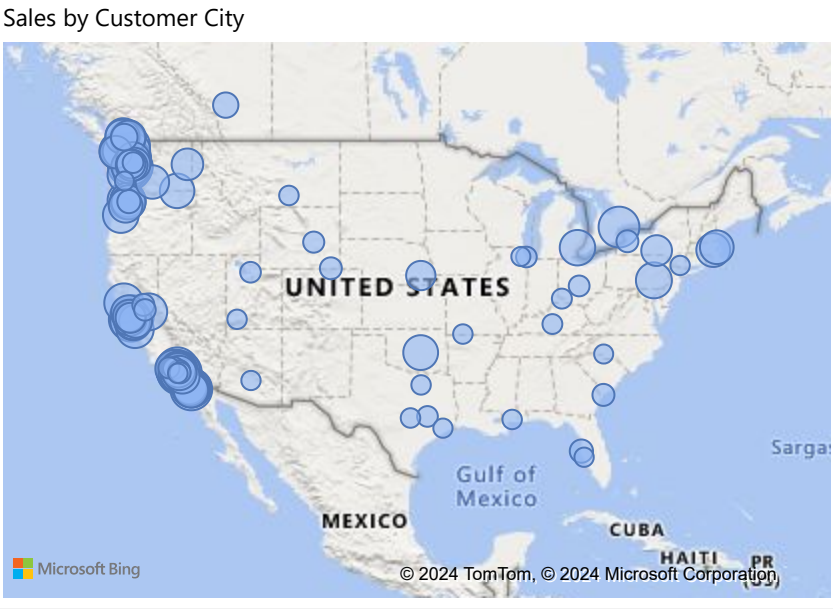 Sales by Customer City
UNITED STATES
Sargas
Gulf of
Mexico
MEXICO
CUBA
HAITI
PR
(US)
Microsoft Bing
© 2024 TomTom, © 2024 Microsoft Corporation